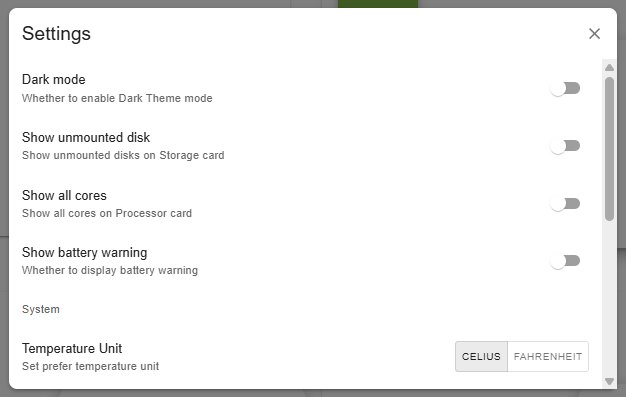 Settings
Dark mode
Whether to enable Dark Theme mode
Show unmounted disk
Show unmounted disks on Storage card
Show all cores
Show all cores on Processor card
Show battery warning
Whether to display battery warning
System
Temperature Unit
Set prefer temperature unit
CELIUS FAHRENHEIT